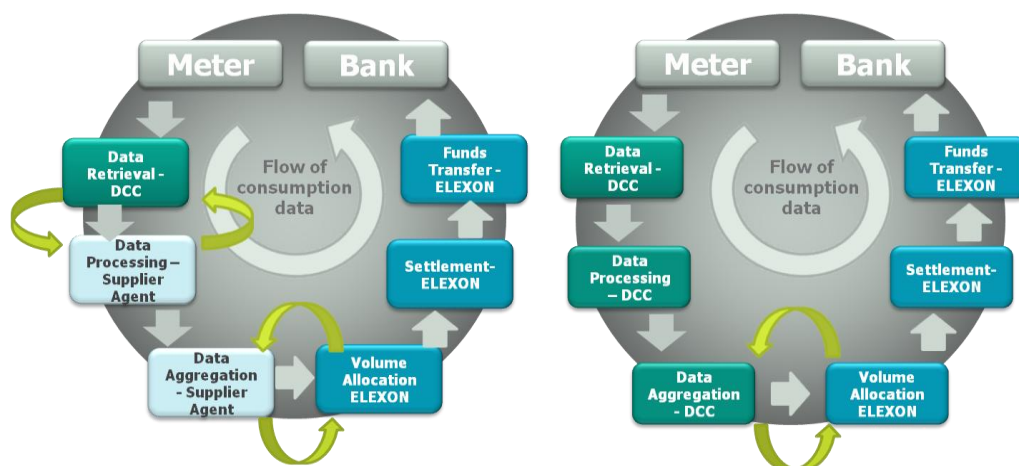 Meter
Bank
Data
Retrieval -
DCC
Funds
Transfer -
ELEXON
Flow of
consumption
data
Data
Processing –
Supplier
Agent
Settlement-
ELEXON
Data
Aggregation
- Supplier
Agent
Volume
Allocation
ELEXON
Meter
Bank
Data
Retrieval -
DCC
Funds
Transfer -
ELEXON
Flow of
consumption
data
Data
Processing
– DCC
Settlement-
ELEXON
Data
Aggregation
- DCC
Volume
Allocation
ELEXON